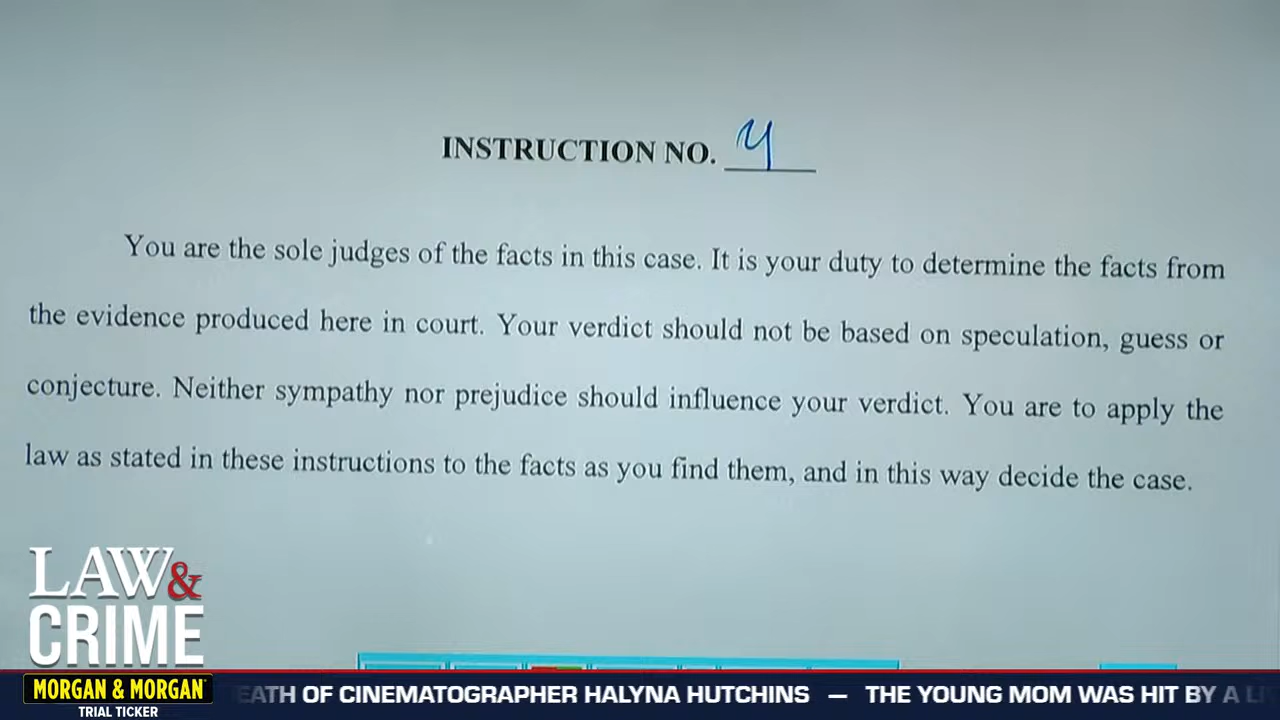 INSTRUCTION NO. 4
You are the sole judges of the facts in this case. It is your duty to determine the facts from
the evidence produced here in court. Your verdict should not be based on speculation, guess or
conjecture. Neither sympathy nor prejudice should influence your verdict. You are to apply the
law as stated in these instructions to the facts as you find them, and in this way decide the case.
LAW&
CRIME
MORGAN & MORGAN
TRIAL TICKER
EATH OF CINEMATOGRAPHER HALYNA HUTCHINS — THE YOUNG MOM WAS HIT BY A